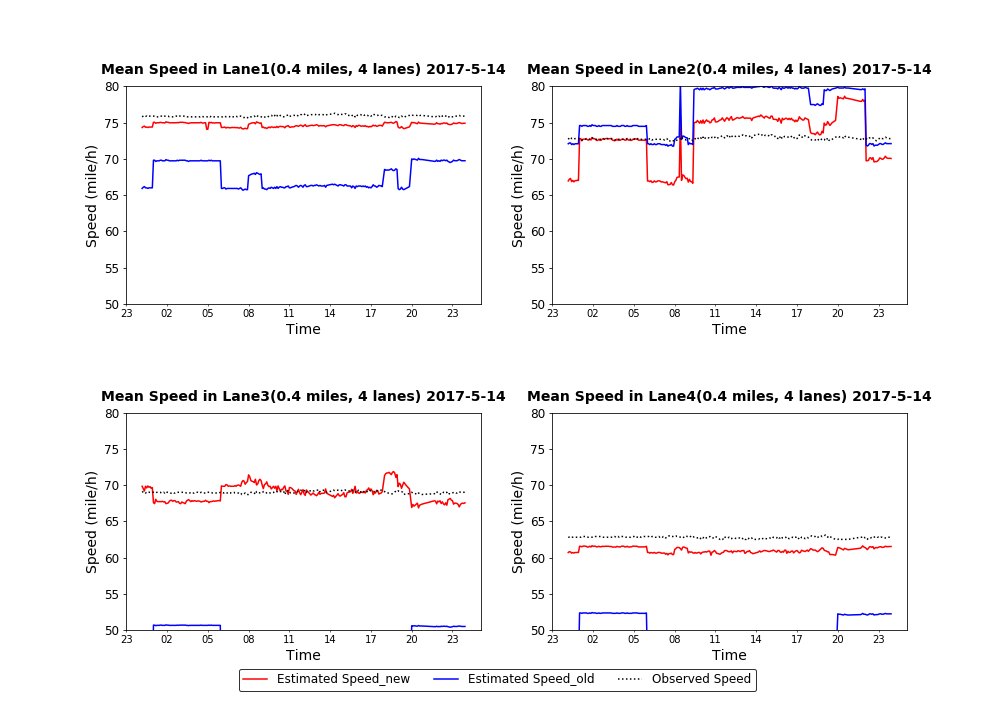 Mean Speed in Lane1(0.4 miles, 4 lanes) 2017-5-14
80
75
70
65
60
55
50
Speed (mile/h)
23 02 05 08 11 14 17 20 23
Time
Mean Speed in Lane2(0.4 miles, 4 lanes) 2017-5-14
80
75
70
65
60
55
50
Speed (mile/h)
23 02 05 08 11 14 17 20 23
Time
Mean Speed in Lane3(0.4 miles, 4 lanes) 2017-5-14
80
75
70
65
60
55
50
Speed (mile/h)
23 02 05 08 11 14 17 20 23
Time
Mean Speed in Lane4(0.4 miles, 4 lanes) 2017-5-14
80
75
70
65
60
55
50
Speed (mile/h)
23 02 05 08 11 14 17 20 23
Time
Estimated Speed_new Estimated Speed_old Observed Speed